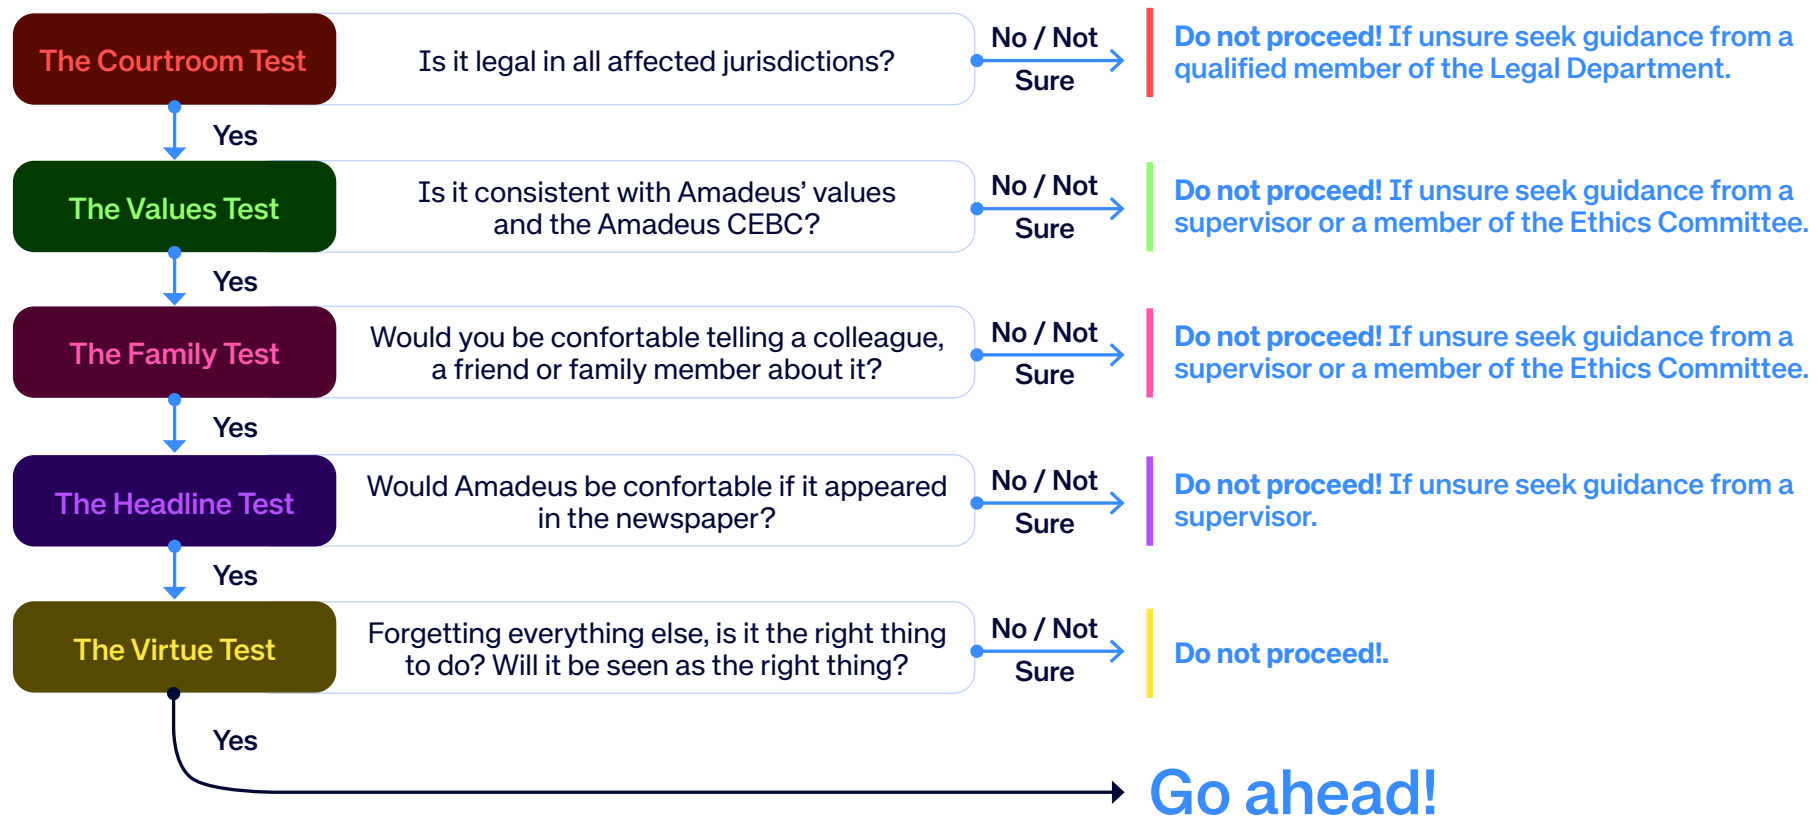 The Courtroom Test
Is it legal in all affected jurisdictions?
No / Not
Sure
Do not proceed! If unsure seek guidance from a
qualified member of the Legal Department.
Yes
The Values Test
Is it consistent with Amadeus’ values
and the Amadeus CEBC?
No / Not
Sure
Do not proceed! If unsure seek guidance from a
supervisor or a member of the Ethics Committee.
Yes
The Family Test
Would you be confortable telling a colleague,
a friend or family member about it?
No / Not
Sure
Do not proceed! If unsure seek guidance from a
supervisor or a member of the Ethics Committee.
Yes
The Headline Test
Would Amadeus be comfortable if it appeared
in the newspaper?
No / Not
Sure
Do not proceed! If unsure seek guidance from a
supervisor.
Yes
The Virtue Test
Forgetting everything else, is it the right thing
to do? Will it be seen as the right thing?
No / Not
Sure
Do not proceed!.
Yes
Go ahead!